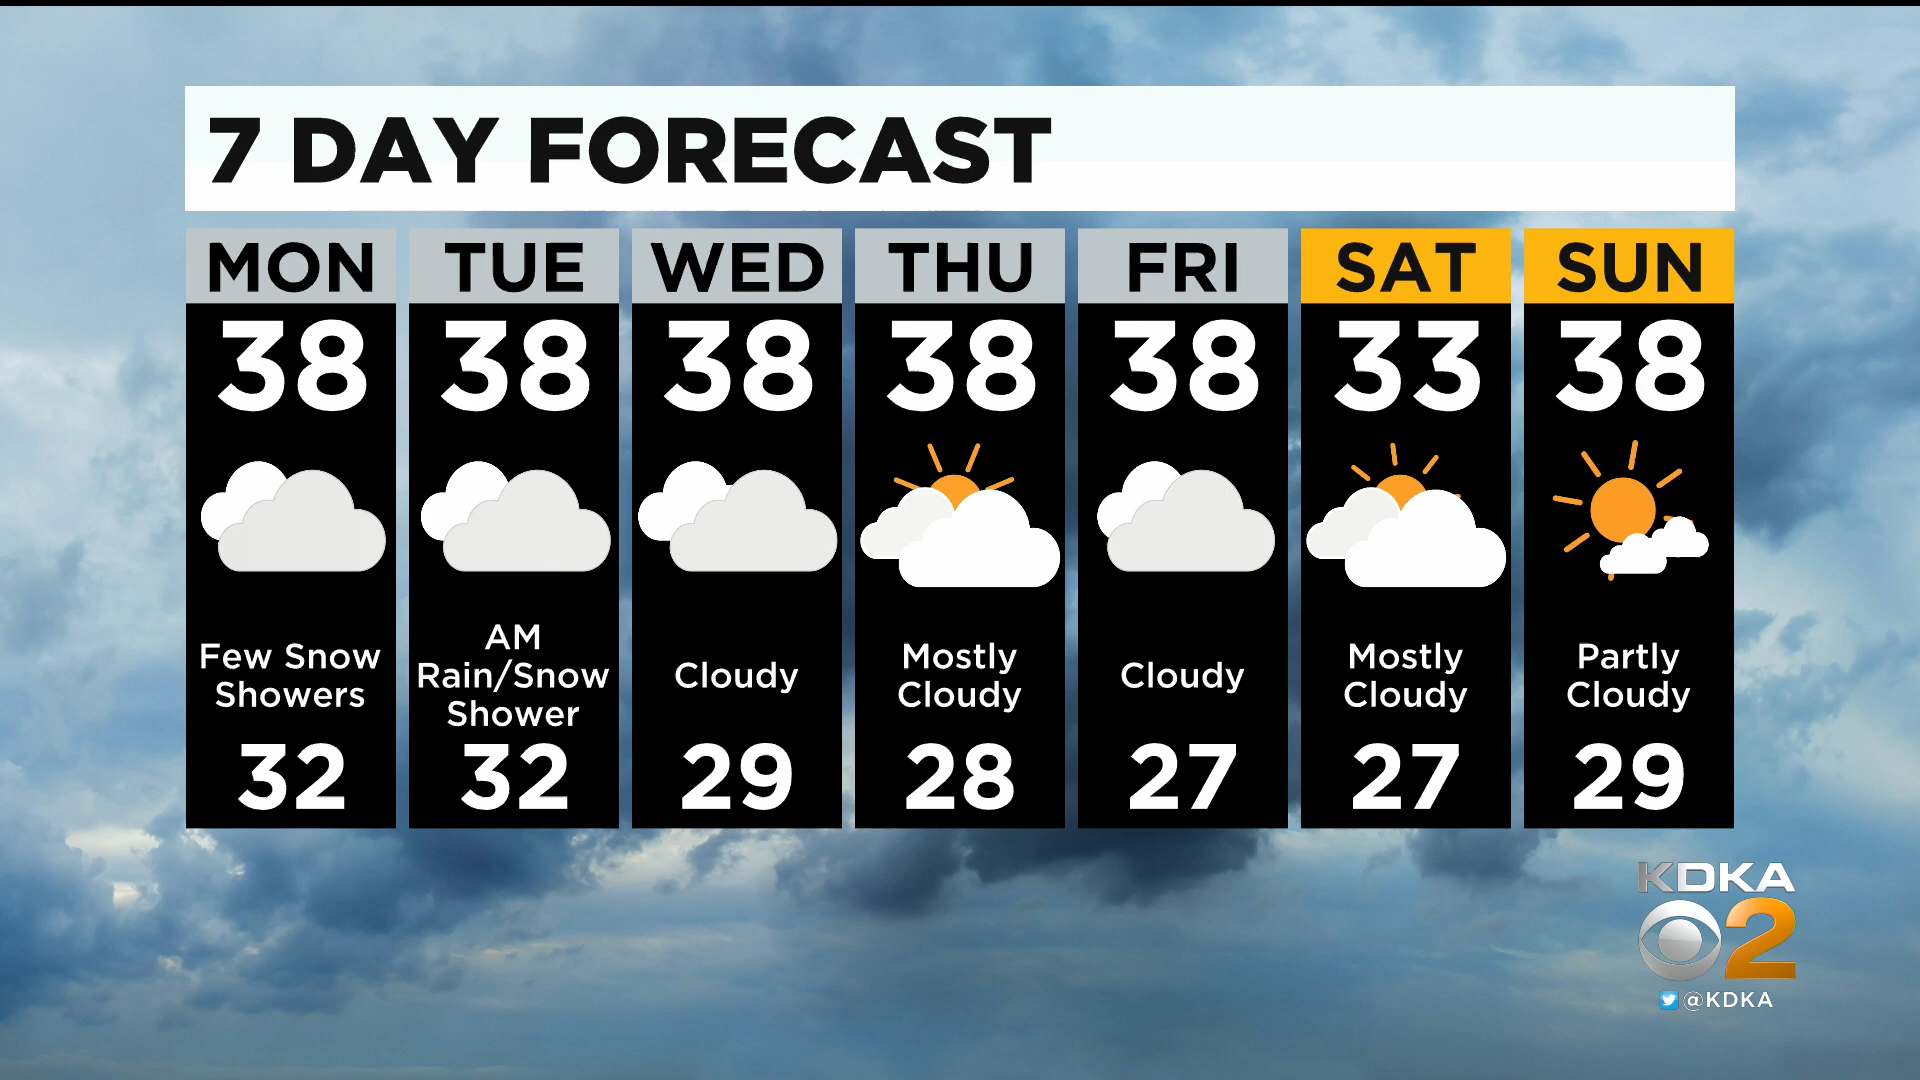 7 DAY FORECAST
MON TUE WED THU FRI SAT SUN
38 38 38 38 38 33 38
Few Snow
Showers
AM
Rain/Snow
Shower
Cloudy
Mostly
Cloudy
Cloudy
Mostly
Cloudy
Partly
Cloudy
32 32 29 28 27 27 29
KDKA
2
@KDKA